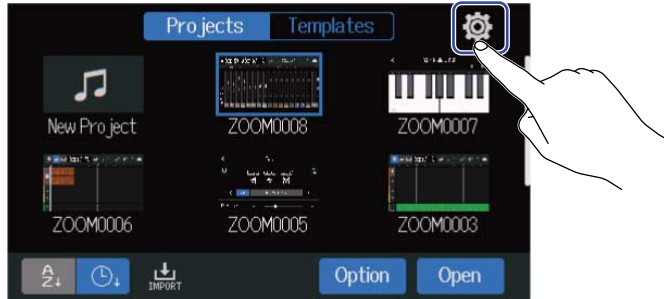 Projects Templates
New Project ZOOM0008 ZOOM0007
ZOOM0006 ZOOM0005 ZOOM0003
A Z↓ IMPORT Option Open